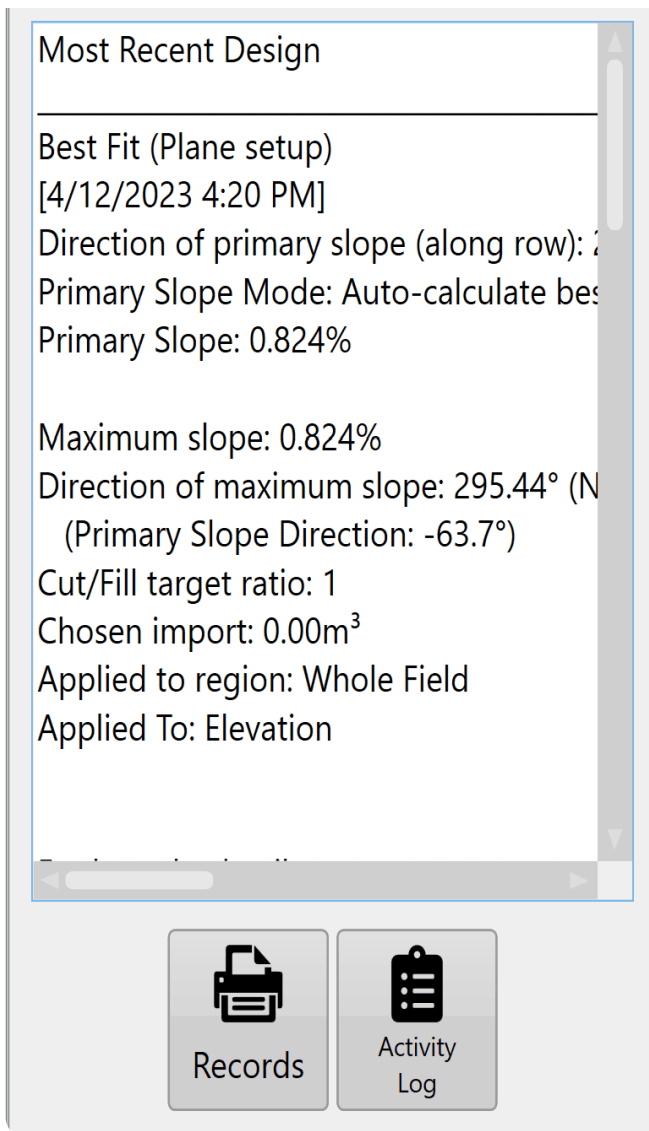 Most Recent Design
Best Fit (Plane setup)
[4/12/2023 4:20 PM]
Direction of primary slope (along row):
Primary Slope Mode: Auto-calculate bes
Primary Slope: 0.824%
Maximum slope: 0.824%
Direction of maximum slope: 295.44° (N
(Primary Slope Direction: -63.7°)
Cut/Fill target ratio: 1
Chosen import: 0.00m³
Applied to region: Whole Field
Applied To: Elevation
Records
Activity
Log